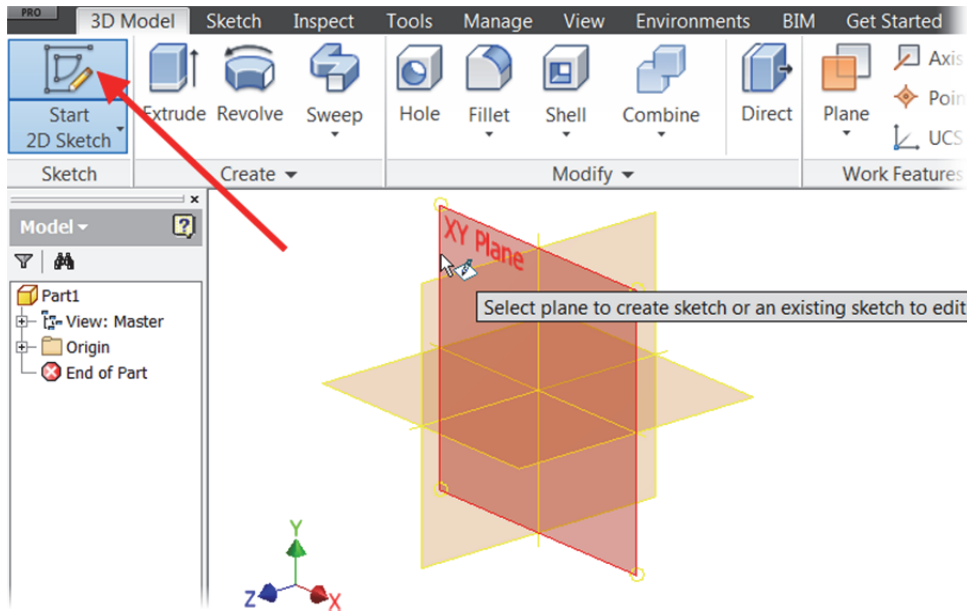 PRO
3D Model Sketch Inspect Tools Manage View Environments BIM Get Started
Start
2D Sketch
Extrude Revolve Sweep
Hole Fillet Shell Combine Direct
Plane
Axis
Poin
UCS
Sketch Create Modify Work Features
Model
Part1
View: Master
Origin
End of Part
XY Plane
Select plane to create sketch or an existing sketch to edit
Y
Z X